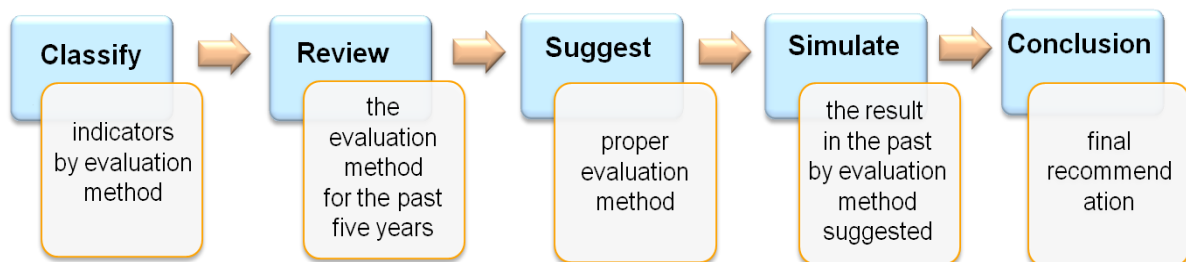 Classify
indicators
by evaluation
method
Review
the
evaluation
method
for the past
five years
Suggest
proper
evaluation
method
Simulate
the result
in the past
by evaluation
method
suggested
Conclusion
final
recommend
ation